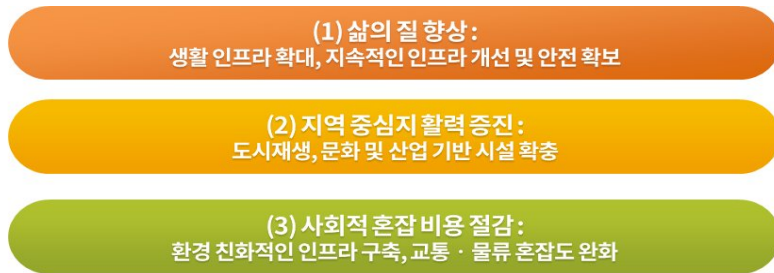 (1) 삶의 질 향상 :
생활 인프라 확대, 지속적인 인프라 개선 및 안전 확보
(2) 지역 중심지 활력 증진 :
도시재생, 문화 및 산업 기반 시설 확충
(3) 사회적 혼잡 비용 절감 :
환경 친화적인 인프라 구축, 교통 · 물류 혼잡도 완화